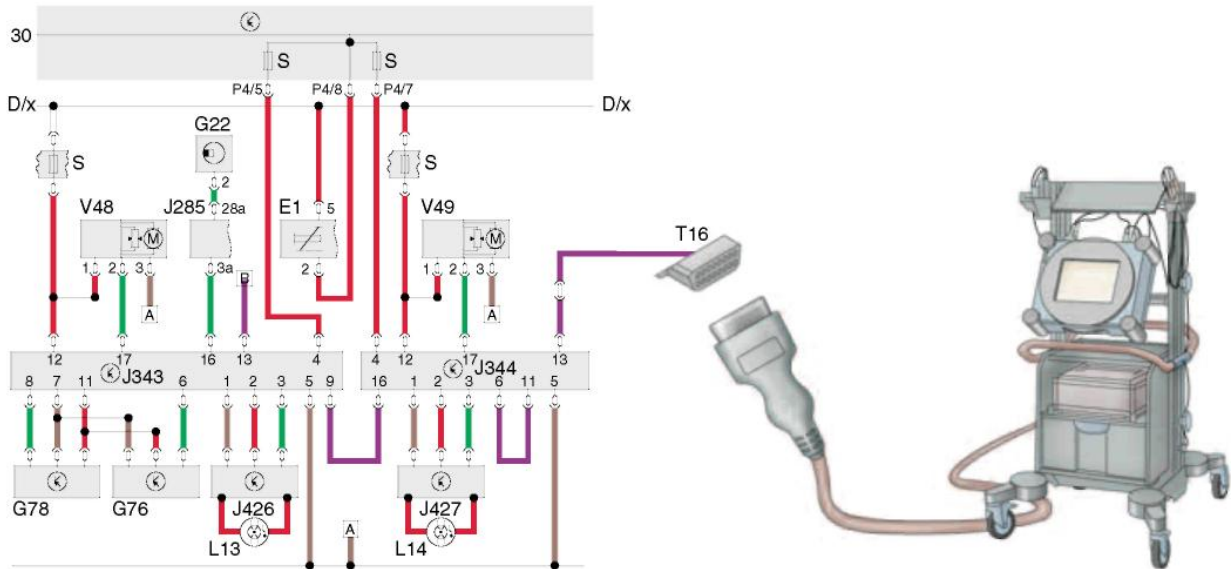 30
S S
P4/5 P4/8 P4/7
D/x D/x
G22
S S
2
V48 J285 28a E1 5 V49 T16
M M
1 2 3 3a 2 1 2 3
B
A A
12 17 16 13 4 4 12 17 13
J343 J344
8 7 11 6 1 2 3 5 9 16 1 2 3 6 11 5
G78 G76 J426 J427
A
L13 L14